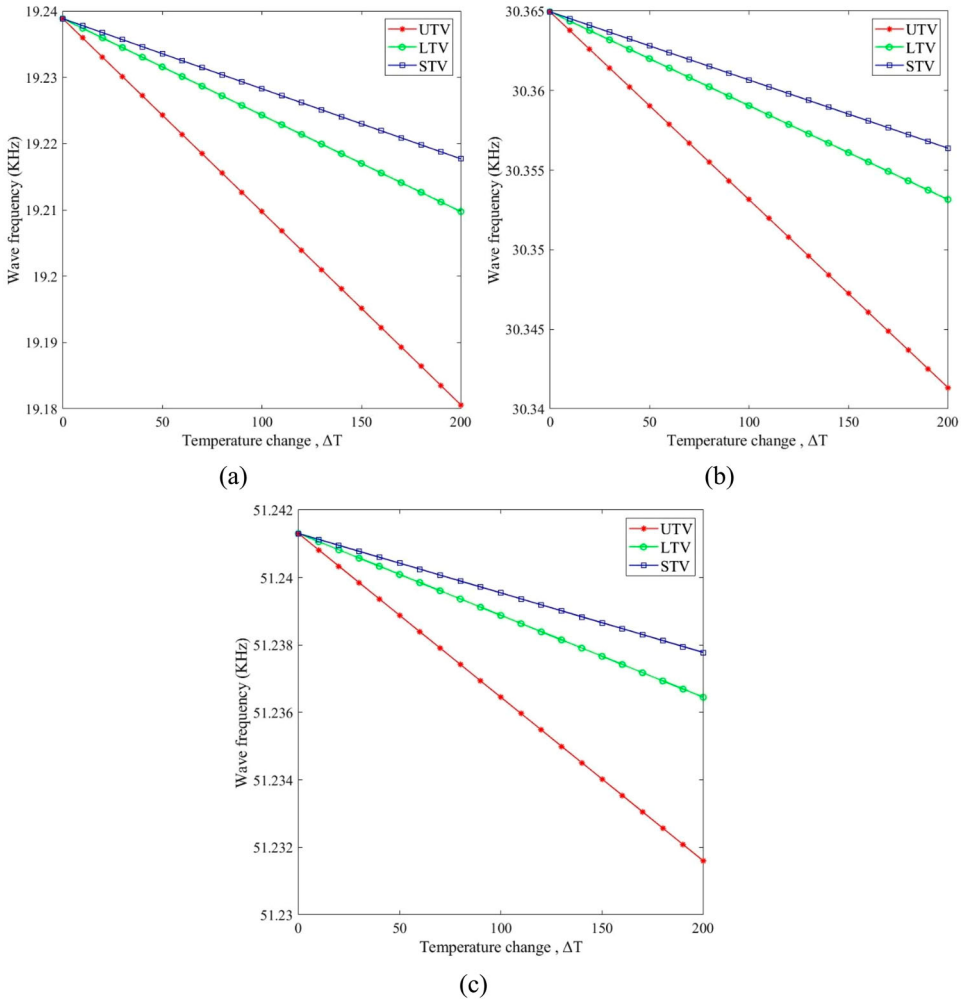 19.24
19.23
19.22
19.21
19.2
19.19
19.18
Wave frequency (KHz)
0 50 100 150 200
Temperature change , ΔT
UTV
LTV
STV
(a)
30.365
30.36
30.355
30.35
30.345
30.34
Wave frequency (KHz)
0 50 100 150 200
Temperature change , ΔT
UTV
LTV
STV
(b)
51.242
51.24
51.238
51.236
51.234
51.232
51.23
Wave frequency (KHz)
0 50 100 150 200
Temperature change , ΔT
UTV
LTV
STV
(c)